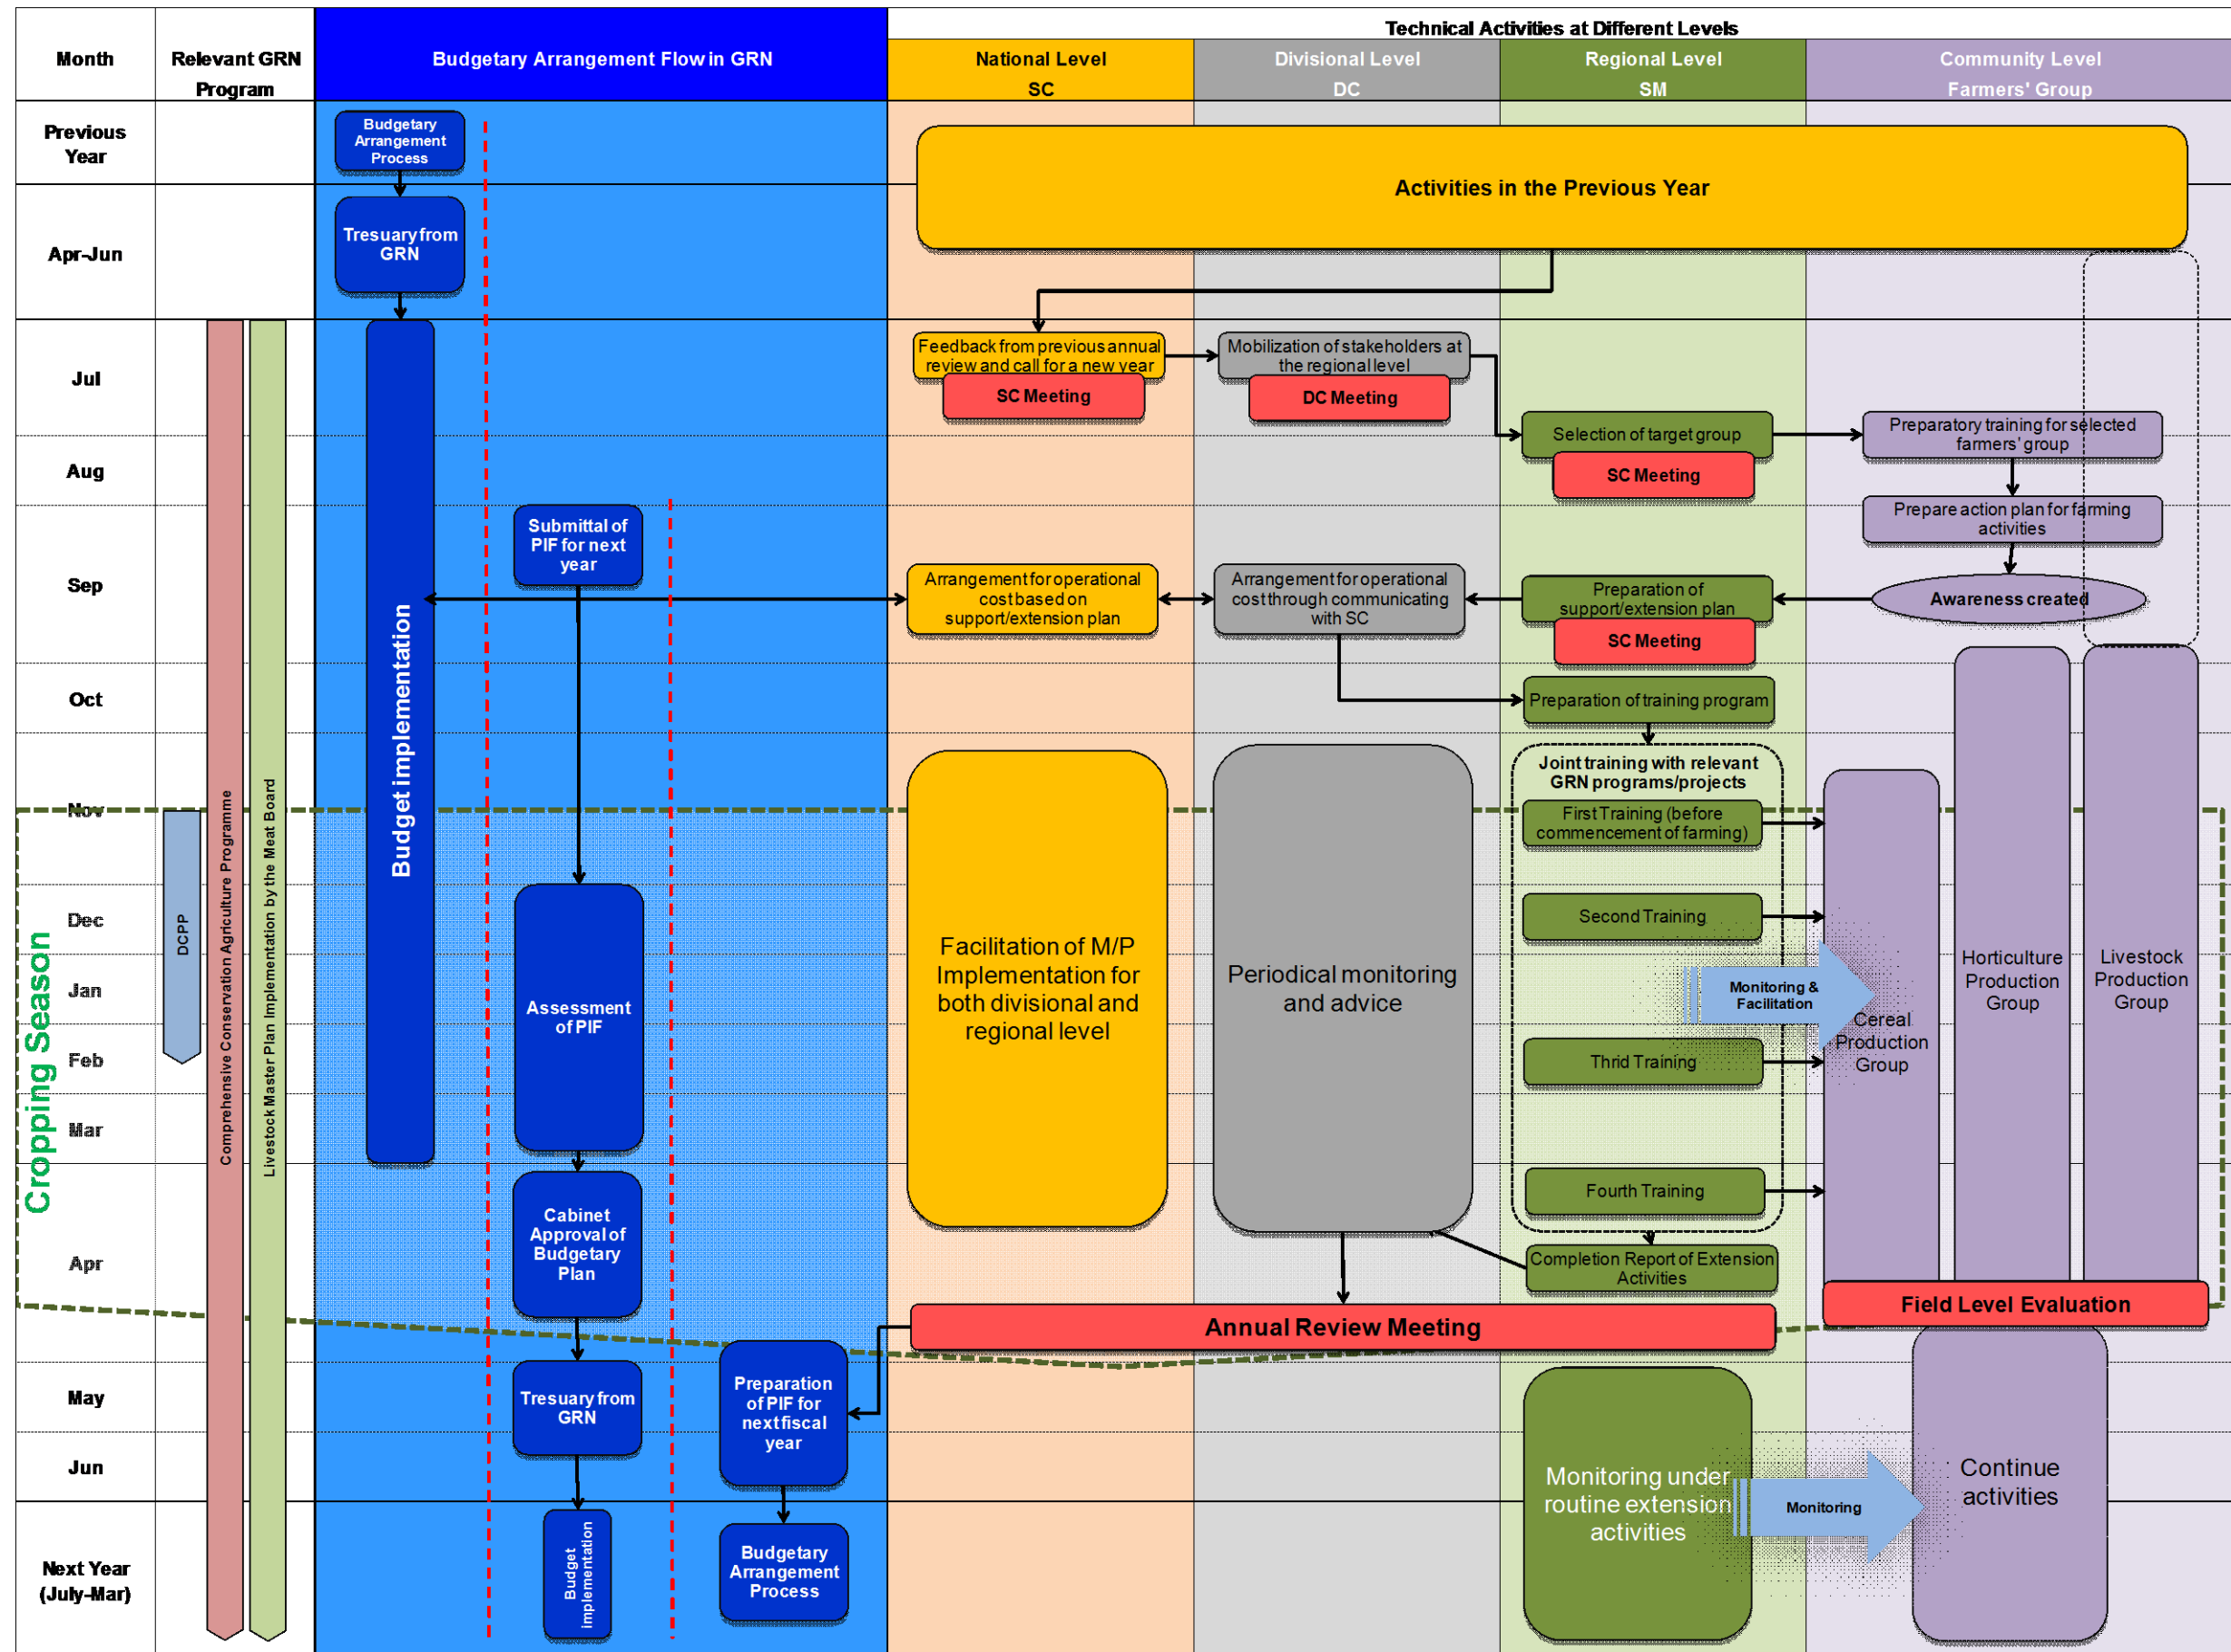 Technical Activities at Different Levels
Month
Relevant GRN
Program
Budgetary Arrangement Flow in GRN
National Level
SC
Divisional Level
DC
Regional Level
SM
Community Level
Farmers' Group
Previous
Year
Budgetary
Arrangement
Process
Activities in the Previous Year
Apr-Jun
Tresuary from
GRN
Jul
Feedback from previous annual
review and call for a new year
SC Meeting
Mobilization of stakeholders at
the regional level
DC Meeting
Selection of target group
SC Meeting
Preparatory training for selected
farmers' group
Aug
Prepare action plan for farming
activities
Sep
Submittal of
PIF for next
year
Arrangement for operational
cost based on
support/extension plan
Arrangement for operational
cost through communicating
with SC
Preparation of
support/extension plan
SC Meeting
Awareness created
Budget implementation
Oct
Preparation of training program
Comprehensive Conservation Agriculture Programme
Livestock Master Plan Implementation by the Meat Board
DCPP
Cropping Season
Nov
Joint training with relevant
GRN programs/projects
First Training (before
commencement of farming)
Dec
Second Training
Jan
Assessment
of PIF
Facilitation of M/P
Implementation for
both divisional and
regional level
Periodical monitoring
and advice
Monitoring &
Facilitation
Cereal
Production
Group
Horticulture
Production
Group
Livestock
Production
Group
Feb
Thrid Training
Mar
Fourth Training
Apr
Cabinet
Approval of
Budgetary
Plan
Completion Report of Extension
Activities
Annual Review Meeting
Field Level Evaluation
May
Tresuary from
GRN
Preparation
of PIF for
next fiscal
year
Jun
Monitoring under
routine extension
activities
Monitoring
Continue
activities
Next Year
(July-Mar)
Budget
implementation
Budgetary
Arrangement
Process